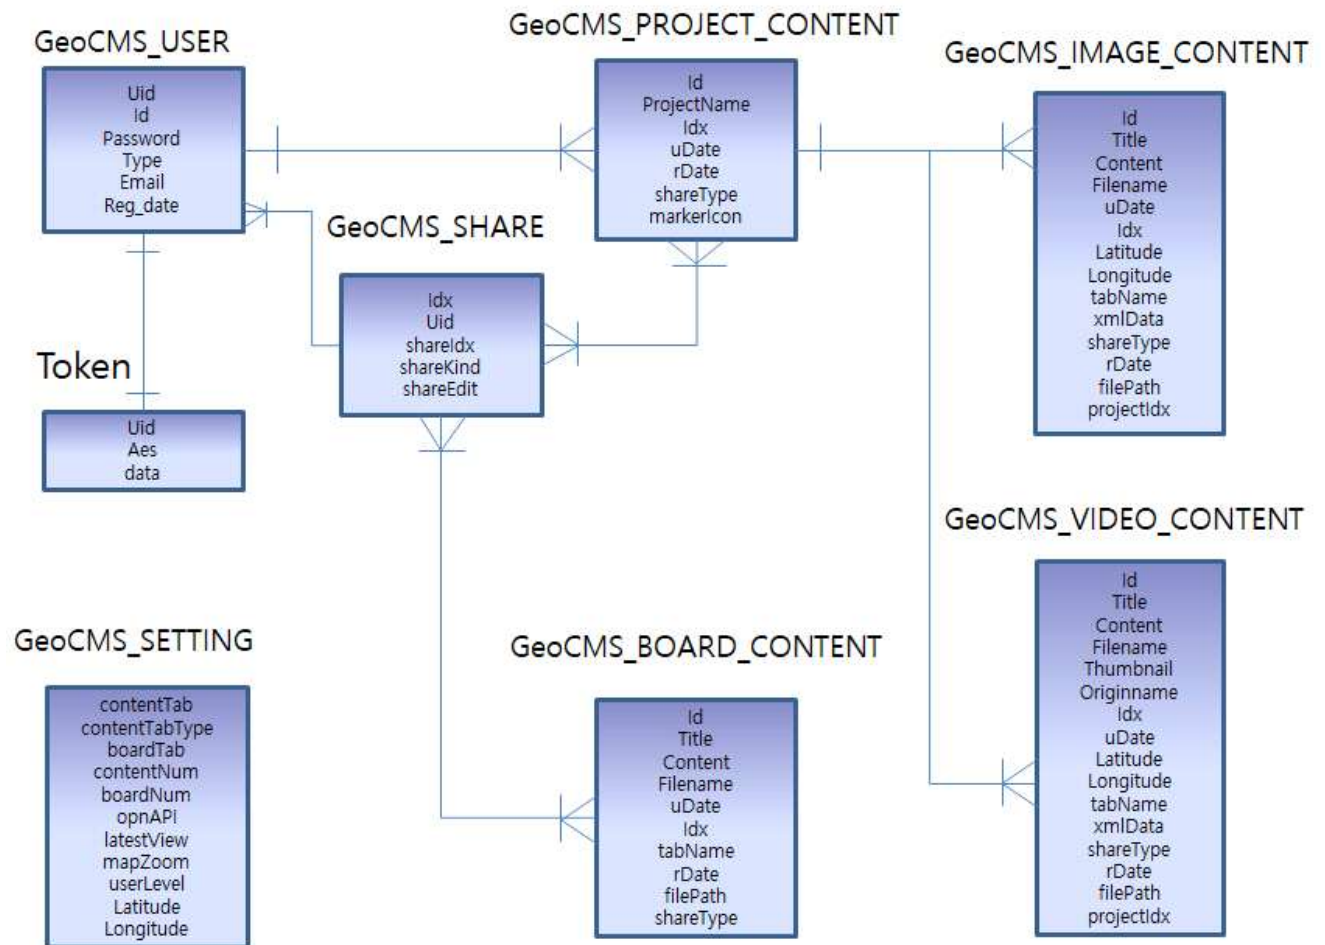 GeoCMS_USER
Uid
Id
Password
Type
Email
Reg_date
GeoCMS_PROJECT_CONTENT
Id
ProjectName
Idx
uDate
rDate
shareType
markerIcon
GeoCMS_IMAGE_CONTENT
Id
Title
Content
Filename
uDate
Idx
Latitude
Longitude
tabName
xmlData
shareType
rDate
filePath
projectIdx
GeoCMS_SHARE
Idx
Uid
shareIdx
shareKind
shareEdit
Token
Uid
Aes
data
GeoCMS_VIDEO_CONTENT
Id
Title
Content
Filename
Thumbnail
Originname
Idx
uDate
Latitude
Longitude
tabName
xmlData
shareType
rDate
filePath
projectIdx
GeoCMS_SETTING
contentTab
contentTabType
boardTab
contentNum
boardNum
opnAPI
latestView
mapZoom
userLevel
Latitude
Longitude
GeoCMS_BOARD_CONTENT
Id
Title
Content
Filename
uDate
Idx
tabName
rDate
filePath
shareType